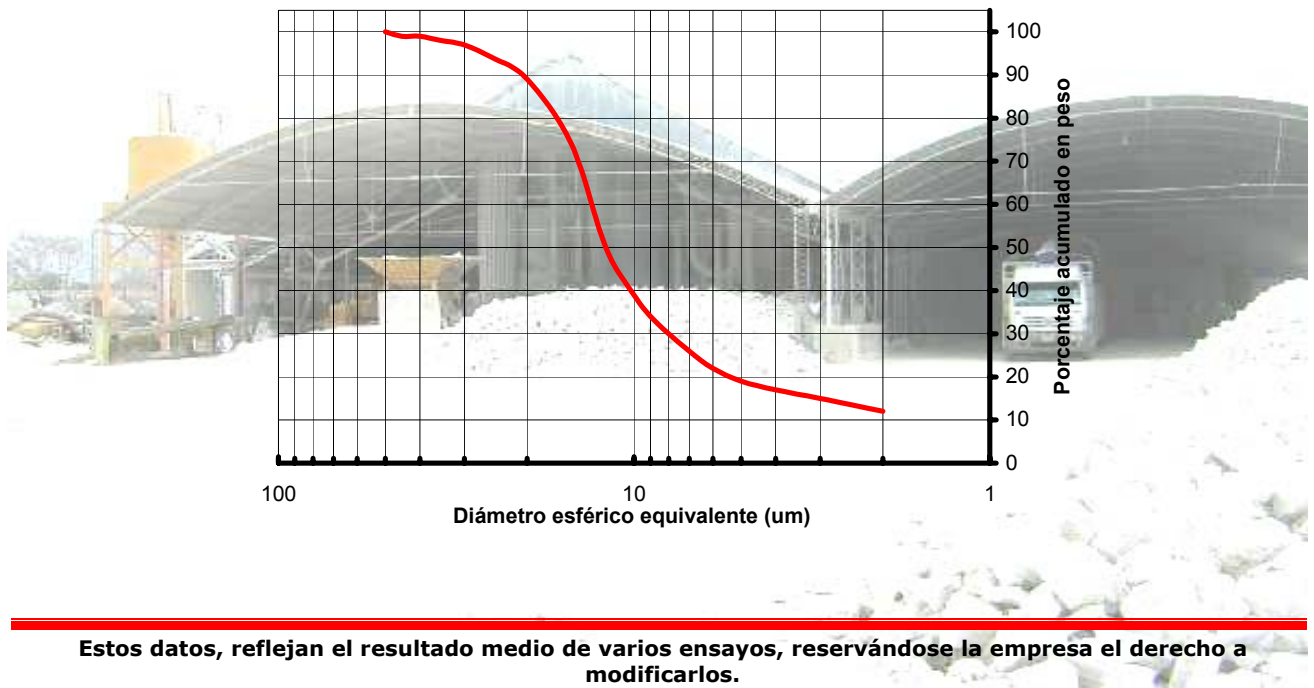 100
90
80
70
60
50
40
30
20
10
0
Porcentaje acumulado en peso
100 10 1
Diámetro esférico equivalente (um)
Estos datos, reflejan el resultado medio de varios ensayos, reservándose la empresa el derecho a
modificarlos.